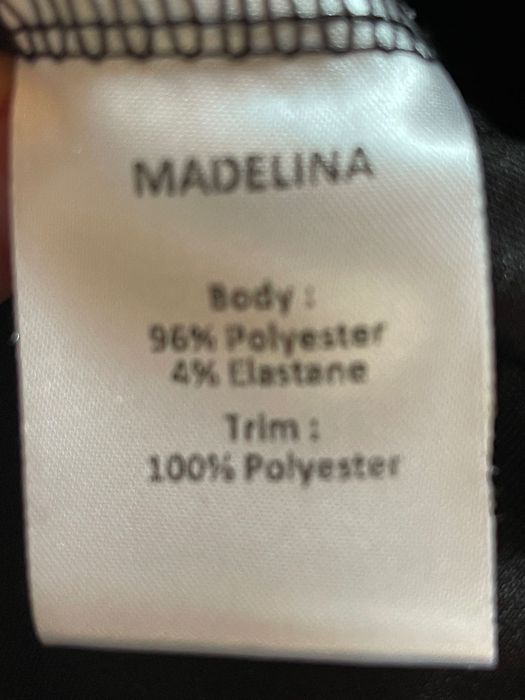 MADELINA
Body :
96% Polyester
4% Elastane
Trim :
100% Polyester